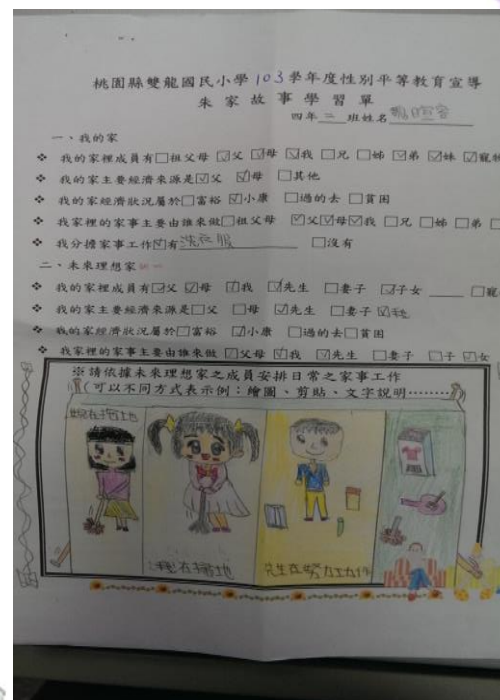 桃園縣雙龍國民小學103學年度性別平等教育宣導
朱家故事學習單
四年二班姓名
一、我的家
❖ 我的家裡成員有□祖父母 ☑父 ☑母 ☑我 □兄 □姊 ☑弟 ☑妹 ☑寵物
❖ 我的家主要經濟來源是☑父 ☑母 □其他
❖ 我的家經濟狀況屬於□富裕 ☑小康 □過的去 □貧困
❖ 我家裡的家事主要由誰來做□祖父母 ☑父☑母☑我 □兄 □姊 □弟 □
❖ 我分擔家事工作☑有洗衣服 □沒有
二、未來理想家
❖ 我的家裡成員有☑父 ☑母 ☑我 ☑先生 □妻子 ☑子女 □寵
❖ 我的家主要經濟來源是□父 □母 ☑先生 □妻子 ☑
❖ 我的家經濟狀況屬於□富裕 ☑小康 □過的去 □貧困
❖ 我家裡的家事主要由誰來做 ☑父母 ☑我 ☑先生 □妻子 □子 ☑女
※請依據未來理想家之成員安排日常之家事工作
(可以不同方式表示例:繪圖、剪貼、文字說明………
在掃地
在掃地
先生在努力工作